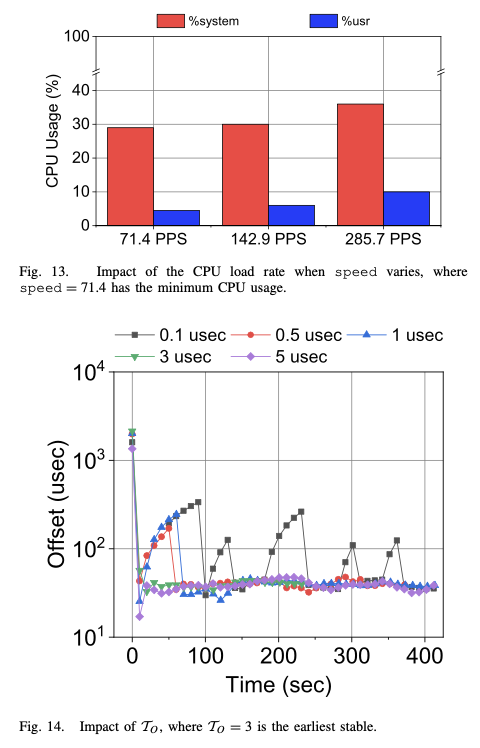 %system %usr
100
40
30
20
10
0
CPU Usage (%)
71.4 PPS 142.9 PPS 285.7 PPS
Fig. 13. Impact of the CPU load rate when speed varies, where
speed = 71.4 has the minimum CPU usage.
0.1 usec 0.5 usec 1 usec
3 usec 5 usec
10⁴
10³
10²
10¹
Offset (usec)
0 100 200 300 400
Time (sec)
Fig. 14. Impact of 𝒯_O, where 𝒯_O = 3 is the earliest stable.